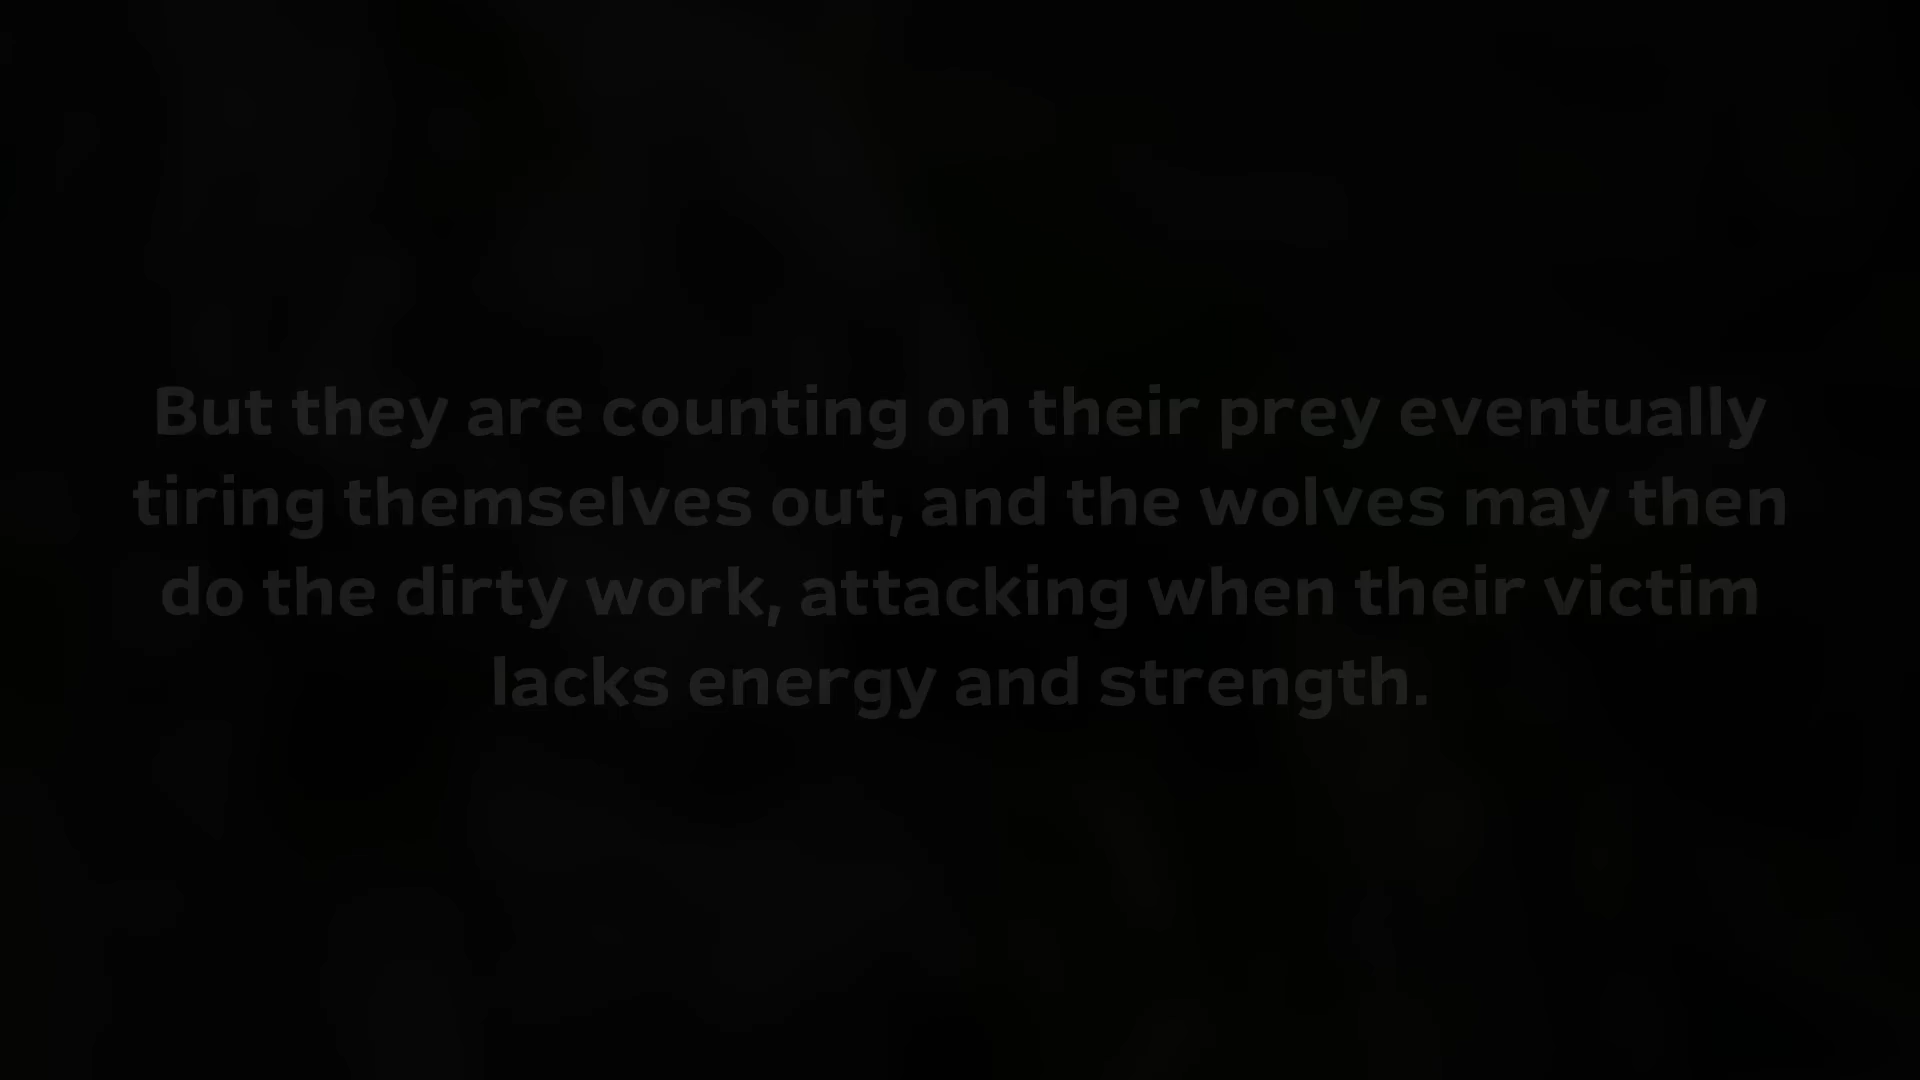 But they are counting on their prey eventually
tiring themselves out, and the wolves may then
do the dirty work, attacking when their victim
lacks energy and strength.